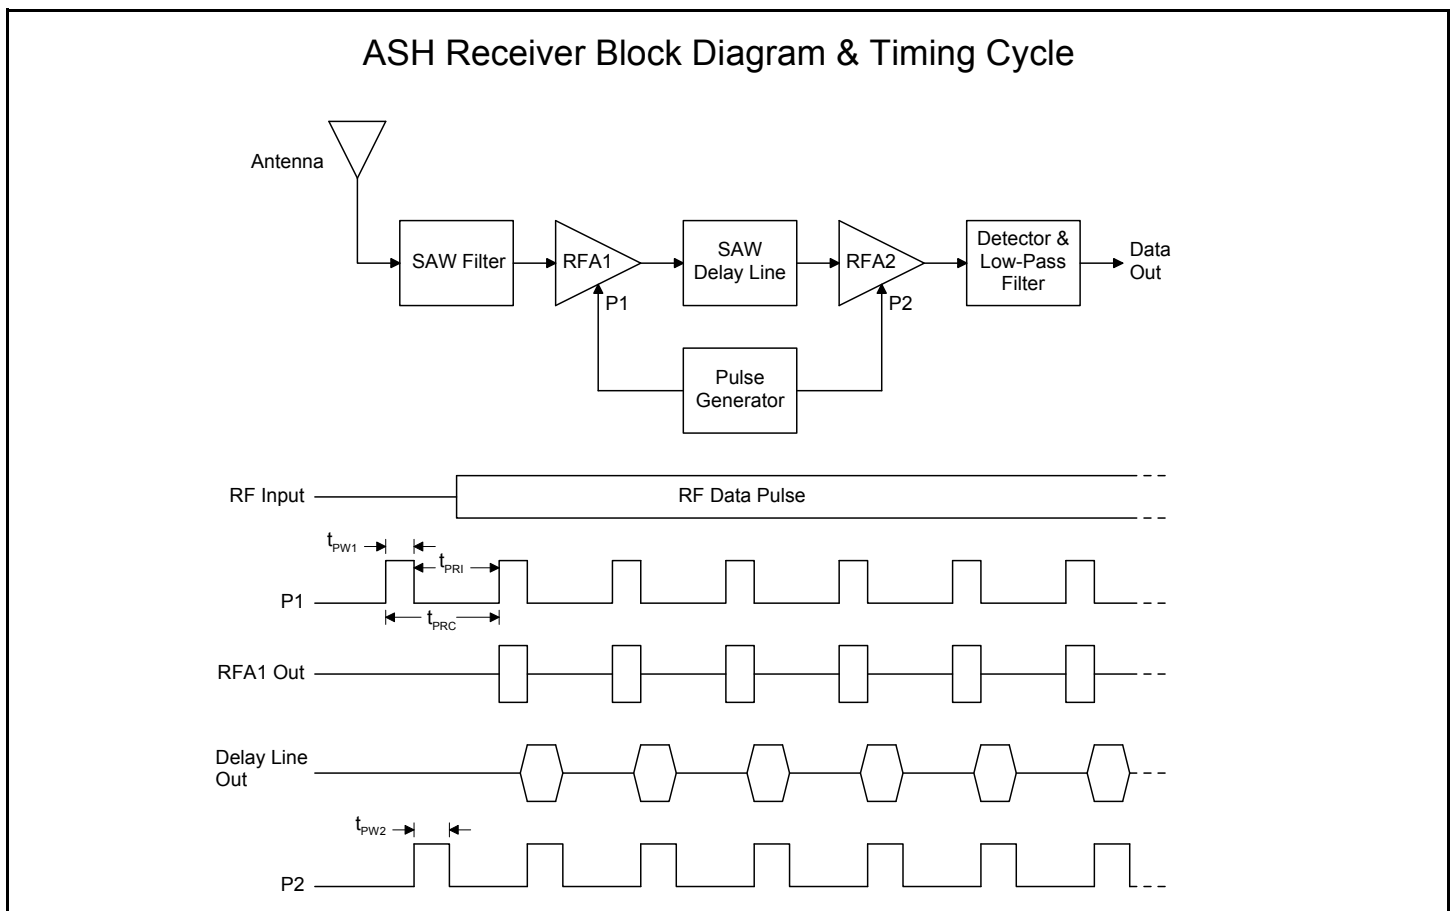 ASH Receiver Block Diagram & Timing Cycle
Antenna
SAW Filter
RFA1
SAW
Delay Line
RFA2
Detector &
Low-Pass
Filter
Data
Out
P1
P2
Pulse
Generator
RF Input
RF Data Pulse
tPW1
tPRI
P1
tPRC
RFA1 Out
Delay Line
Out
tPW2
P2